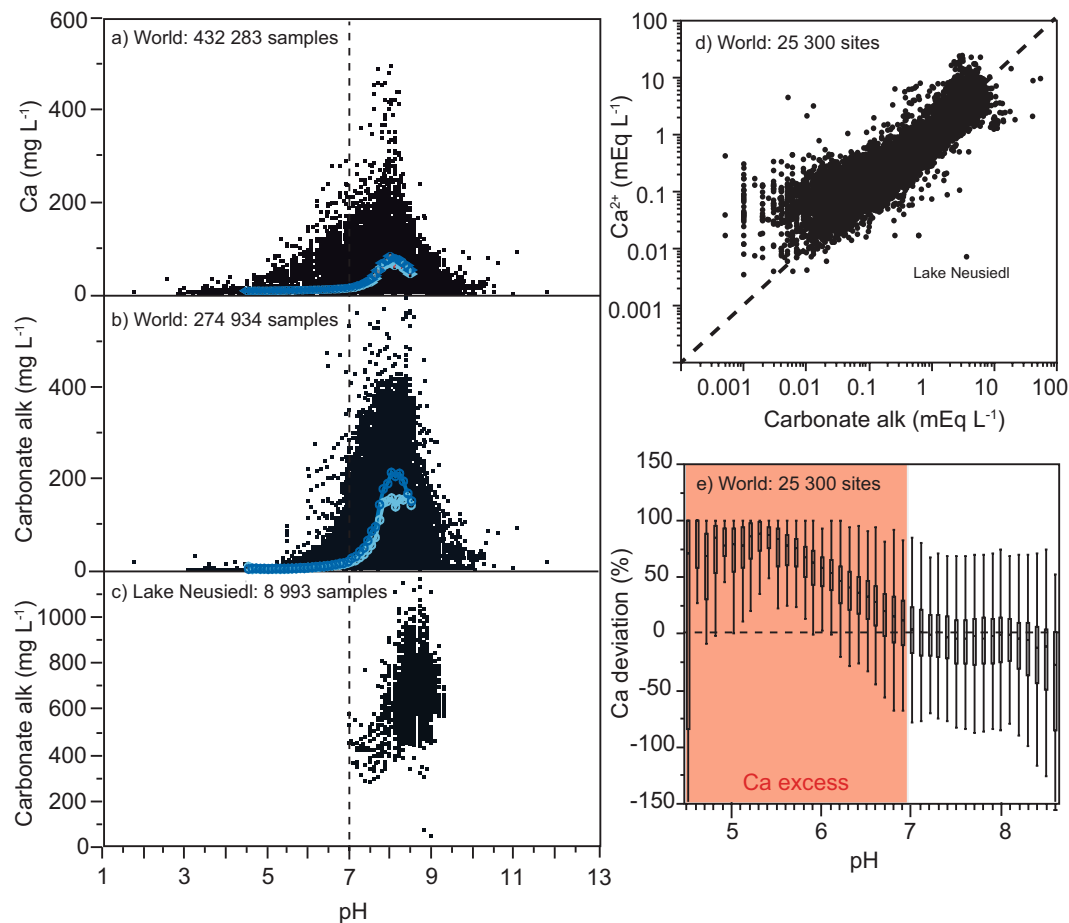 a) World: 432 283 samples
600
400
200
0
Ca (mg L-1)
b) World: 274 934 samples
400
200
0
Carbonate alk (mg L-1)
c) Lake Neusiedl: 8 993 samples
1000
800
600
400
200
0
Carbonate alk (mg L-1)
1 3 5 7 9 11 13
pH
d) World: 25 300 sites
100
10
1
0.1
0.01
0.001
Ca2+ (mEq L-1)
Lake Neusiedl
0.001 0.01 0.1 1 10 100
Carbonate alk (mEq L-1)
e) World: 25 300 sites
150
100
50
0
-50
-100
-150
Ca deviation (%)
Ca excess
5 6 7 8
pH